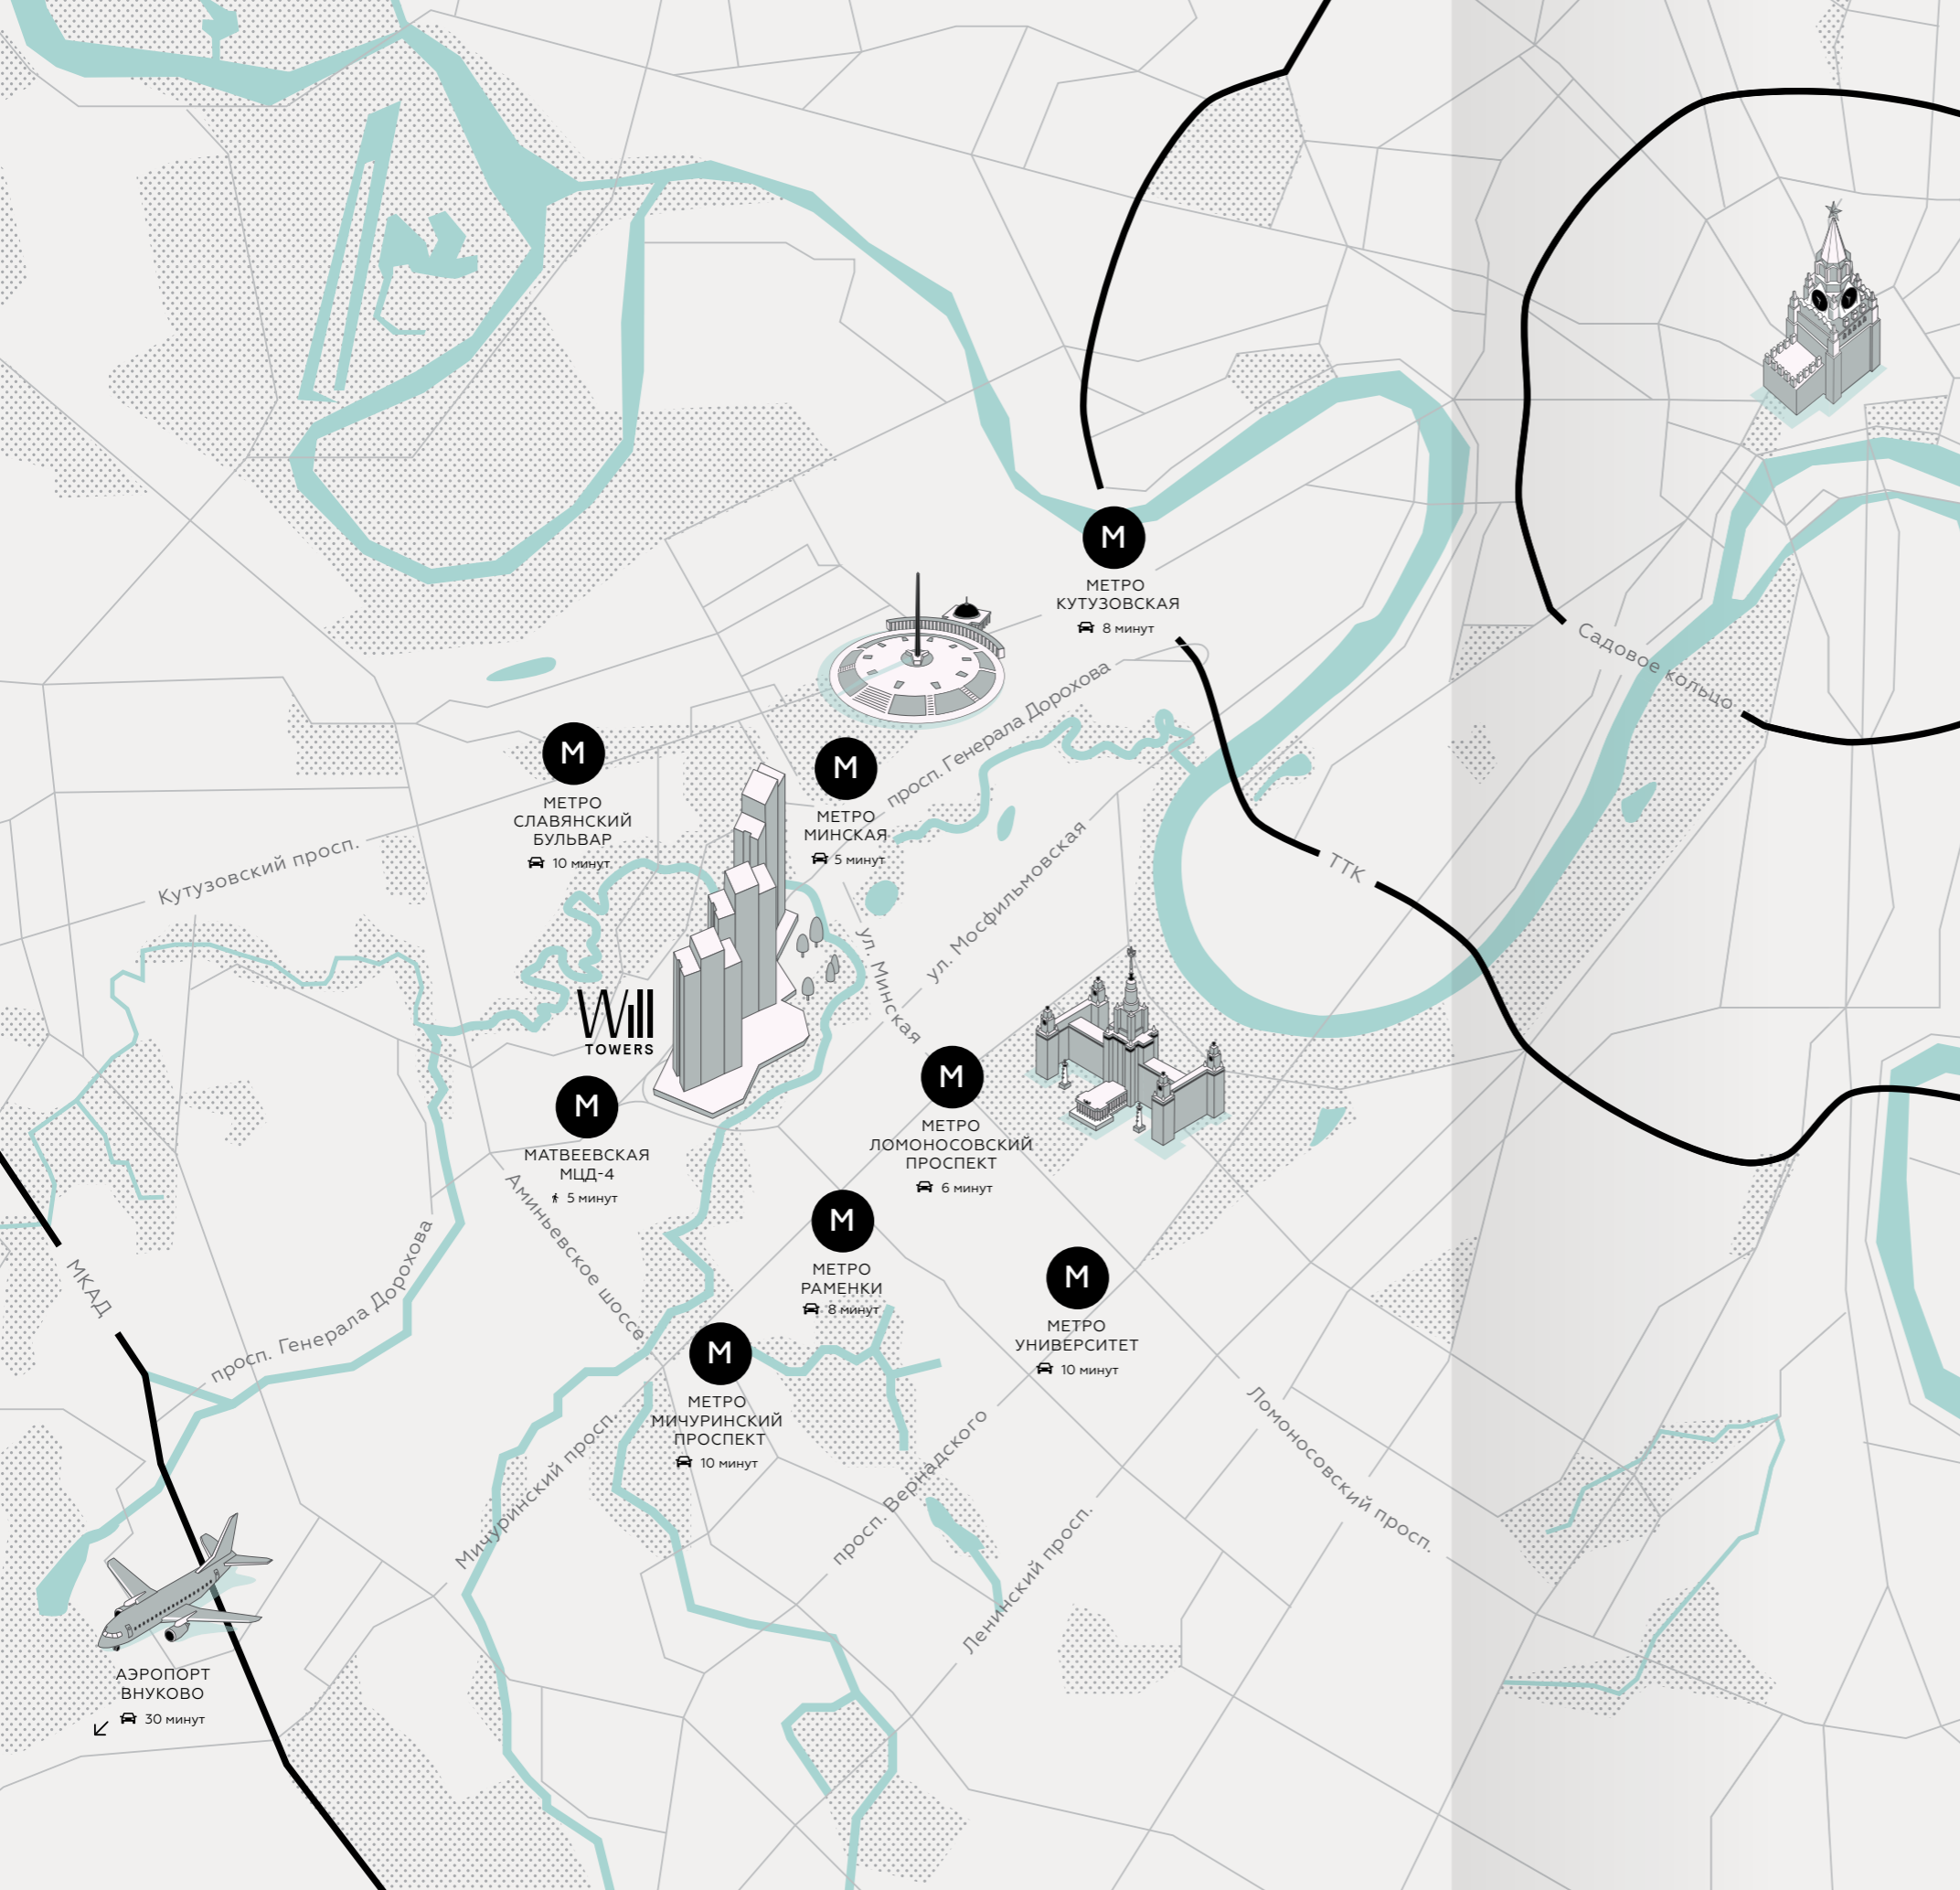 М
МЕТРО
КУТУЗОВСКАЯ
8 минут
Садовое кольцо
просп. Генерала Дорохова
М
МЕТРО
СЛАВЯНСКИЙ
БУЛЬВАР
10 минут
М
МЕТРО
МИНСКАЯ
5 минут
Кутузовский просп.
ул. Мосфильмовская
ТТК
ул. Минская
Will
TOWERS
М
МАТВЕЕВСКАЯ
МЦД-4
5 минут
М
МЕТРО
ЛОМОНОСОВСКИЙ
ПРОСПЕКТ
6 минут
Аминьевское шоссе
М
МЕТРО
РАМЕНКИ
8 минут
М
МЕТРО
УНИВЕРСИТЕТ
10 минут
МКАД
просп. Генерала Дорохова
М
МЕТРО
МИЧУРИНСКИЙ
ПРОСПЕКТ
10 минут
Мичуринский просп.
просп. Вернадского
Ломоносовский просп.
Ленинский просп.
АЭРОПОРТ
ВНУКОВО
30 минут